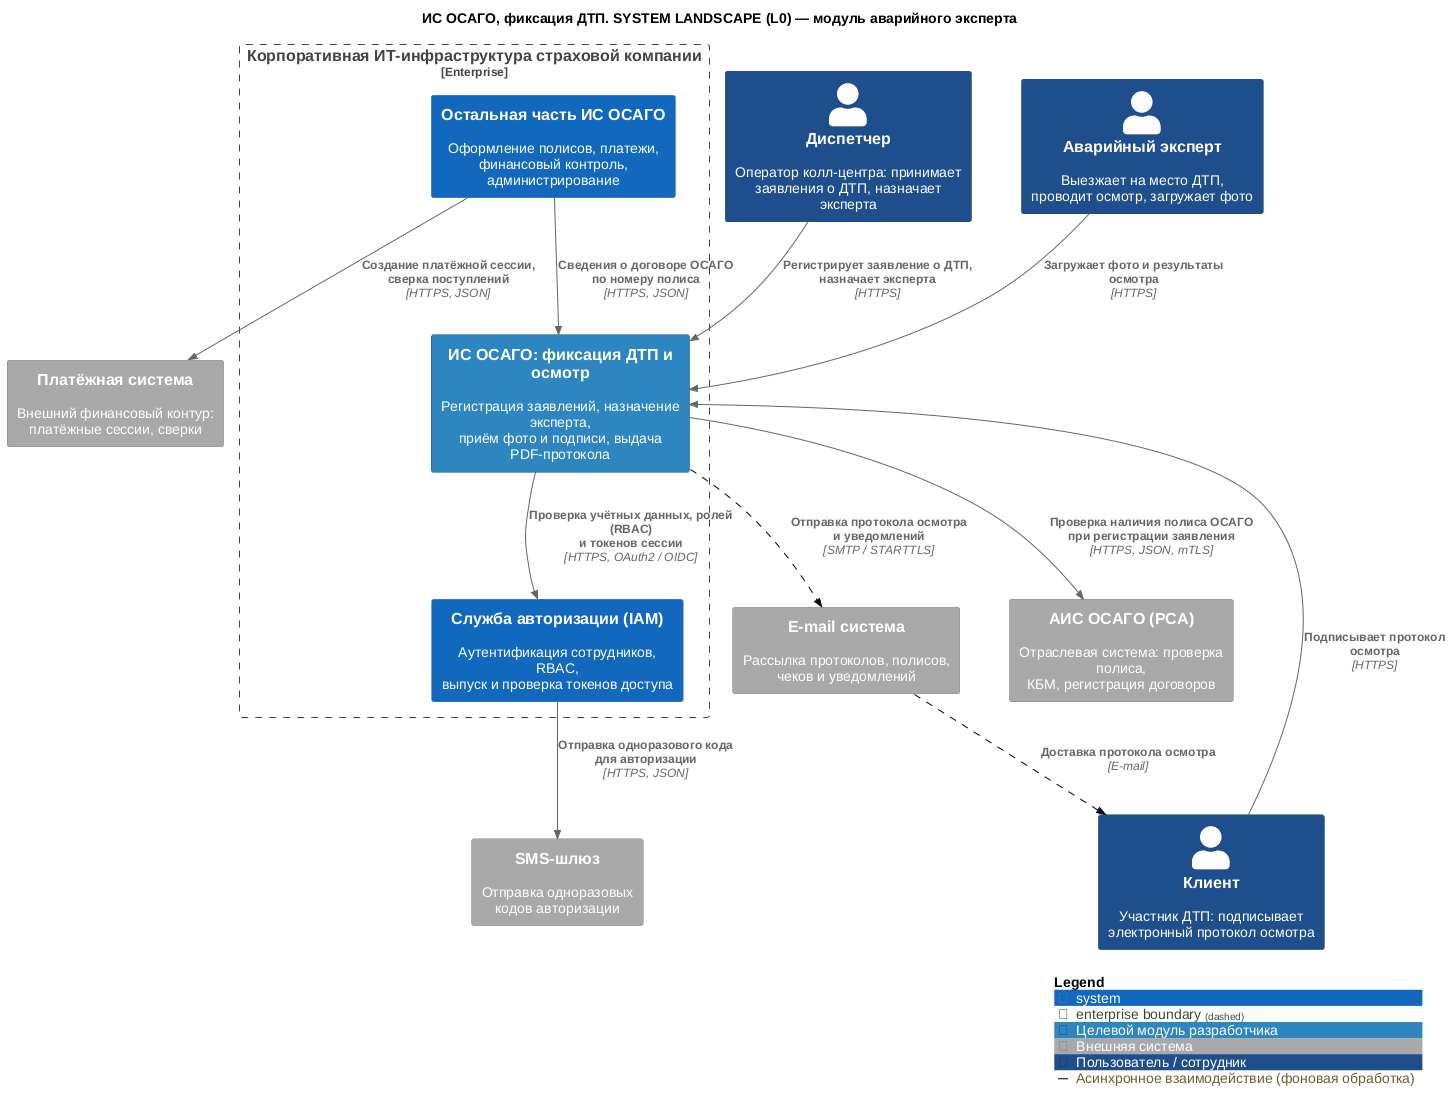 ИС ОСАГО, фиксация ДТП. SYSTEM LANDSCAPE (L0) — модуль аварийного эксперта
Корпоративная ИТ-инфраструктура страховой компании
[Enterprise]
Остальная часть ИС ОСАГО
Оформление полисов, платежи,
финансовый контроль,
администрирование
Диспетчер
Оператор колл-центра: принимает
заявления о ДТП, назначает
эксперта
Аварийный эксперт
Выезжает на место ДТП,
проводит осмотр, загружает фото
Создание платёжной сессии,
сверка поступлений
[HTTPS, JSON]
Сведения о договоре ОСАГО
по номеру полиса
[HTTPS, JSON]
Регистрирует заявление о ДТП,
назначает эксперта
[HTTPS]
Загружает фото и результаты
осмотра
[HTTPS]
Платёжная система
Внешний финансовый контур:
платёжные сессии, сверки
ИС ОСАГО: фиксация ДТП и
осмотр
Регистрация заявлений, назначение
эксперта,
приём фото и подписи, выдача
PDF-протокола
Проверка учётных данных, ролей
(RBAC)
и токенов сессии
[HTTPS, OAuth2 / OIDC]
Отправка протокола осмотра
и уведомлений
[SMTP / STARTTLS]
Проверка наличия полиса ОСАГО
при регистрации заявления
[HTTPS, JSON, mTLS]
Служба авторизации (IAM)
Аутентификация сотрудников,
RBAC,
выпуск и проверка токенов доступа
E-mail система
Рассылка протоколов, полисов,
чеков и уведомлений
АИС ОСАГО (РСА)
Отраслевая система: проверка
полиса,
КБМ, регистрация договоров
Подписывает протокол
осмотра
[HTTPS]
Отправка одноразового кода
для авторизации
[HTTPS, JSON]
Доставка протокола осмотра
[E-mail]
SMS-шлюз
Отправка одноразовых
кодов авторизации
Клиент
Участник ДТП: подписывает
электронный протокол осмотра
Legend
system
enterprise boundary (dashed)
Целевой модуль разработчика
Внешняя система
Пользователь / сотрудник
Асинхронное взаимодействие (фоновая обработка)